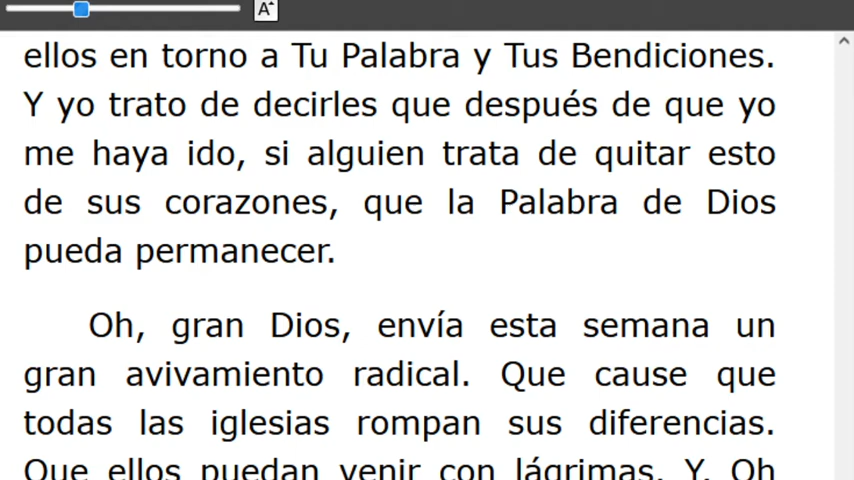 A
ellos en torno a Tu Palabra y Tus Bendiciones.
Y yo trato de decirles que después de que yo
me haya ido, si alguien trata de quitar esto
de sus corazones, que la Palabra de Dios
pueda permanecer.
Oh, gran Dios, envía esta semana un
gran avivamiento radical. Que cause que
todas las iglesias rompan sus diferencias.
Que ellos puedan venir con lágrimas. Y, Oh